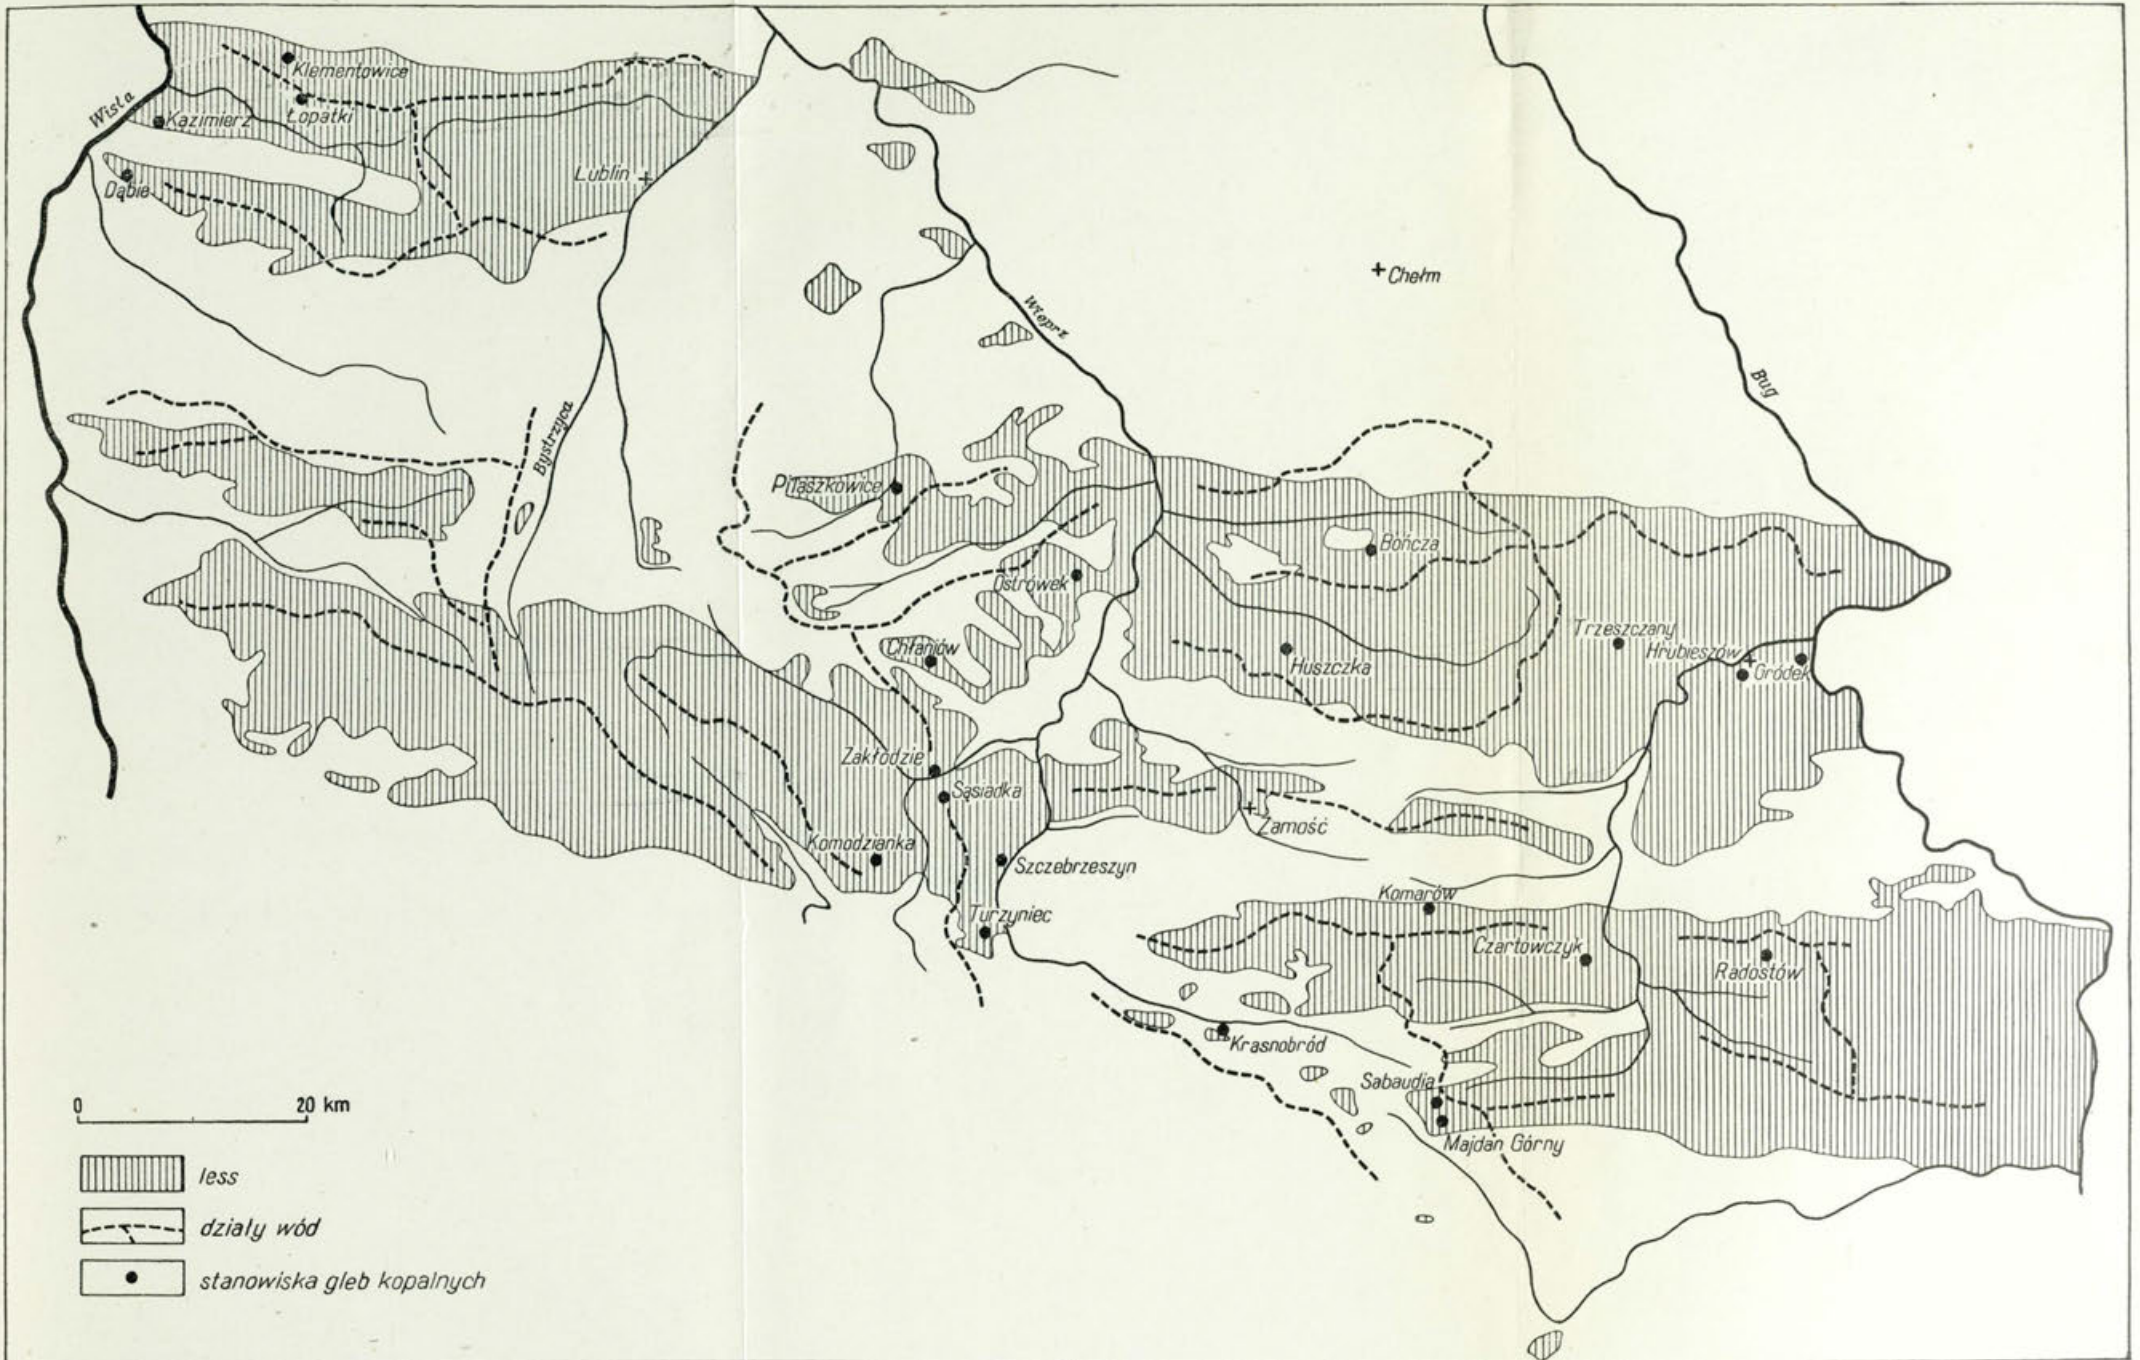 Klementowice
Wisła
Kazimierz
Łopatki
Lublin
Dąbie
Chełm
Wieprz
Bug
Bystrzyca
Piłaszkowice
Bończa
Ostrówek
Trzeszczany
Chłaniów
Hrubieszów
Huszczka
Gródek
Zakłodzie
Sąsiadka
Zamość
Komodzianka
Szczebrzeszyn
Komarów
Turzyniec
Czartowczyk
Radostów
Krasnobród
Sabaudia
0 20 km
Majdan Górny
less
działy wód
stanowiska gleb kopalnych